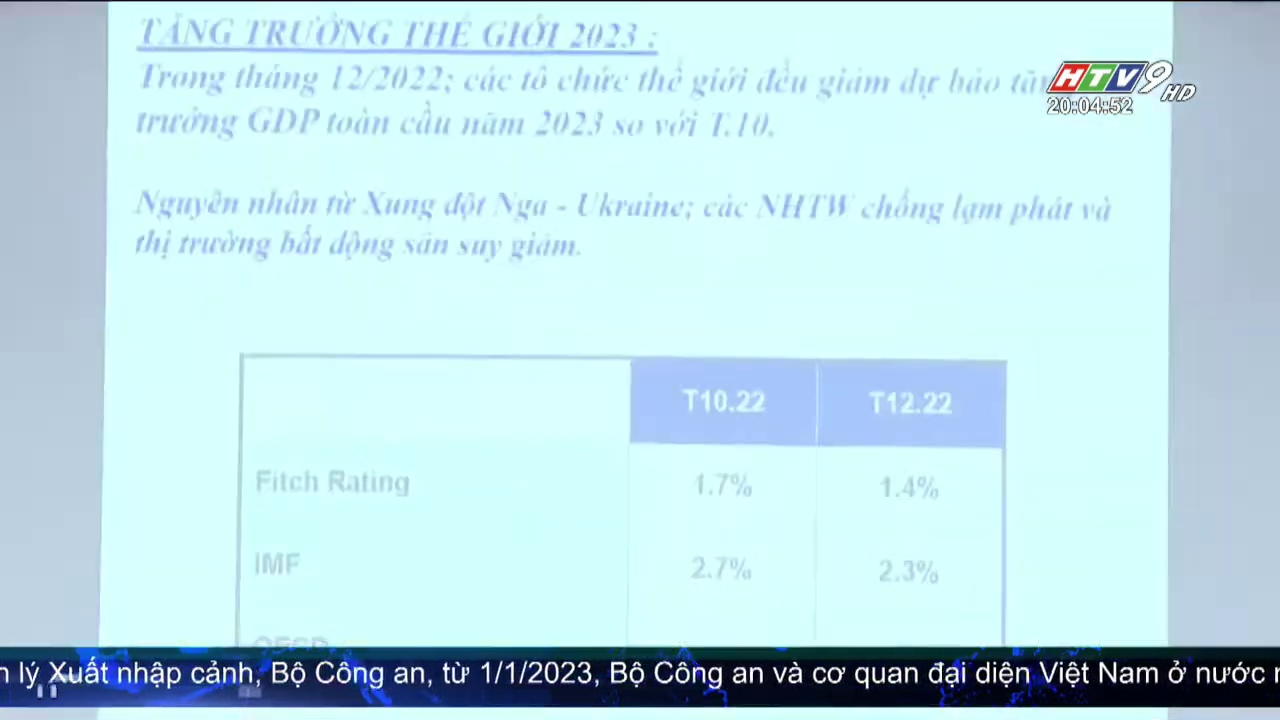 TĂNG TRƯỞNG THẾ GIỚI 2023 :
Trong tháng 12/2022; các tổ chức thế giới đều giảm dự báo
trưởng GDP toàn cầu năm 2023 so với T.10.
Nguyên nhân từ Xung đột Nga - Ukraine; các NHTW chống lạm phát và
thị trường bất động sản suy giảm.
HTV9 HD
20:04:52
T10.22 T12.22
Fitch Rating 1.7% 1.4%
IMF 2.7% 2.3%
OECD
lý Xuất nhập cảnh, Bộ Công an, từ 1/1/2023, Bộ Công an và cơ quan đại diện Việt Nam ở nước